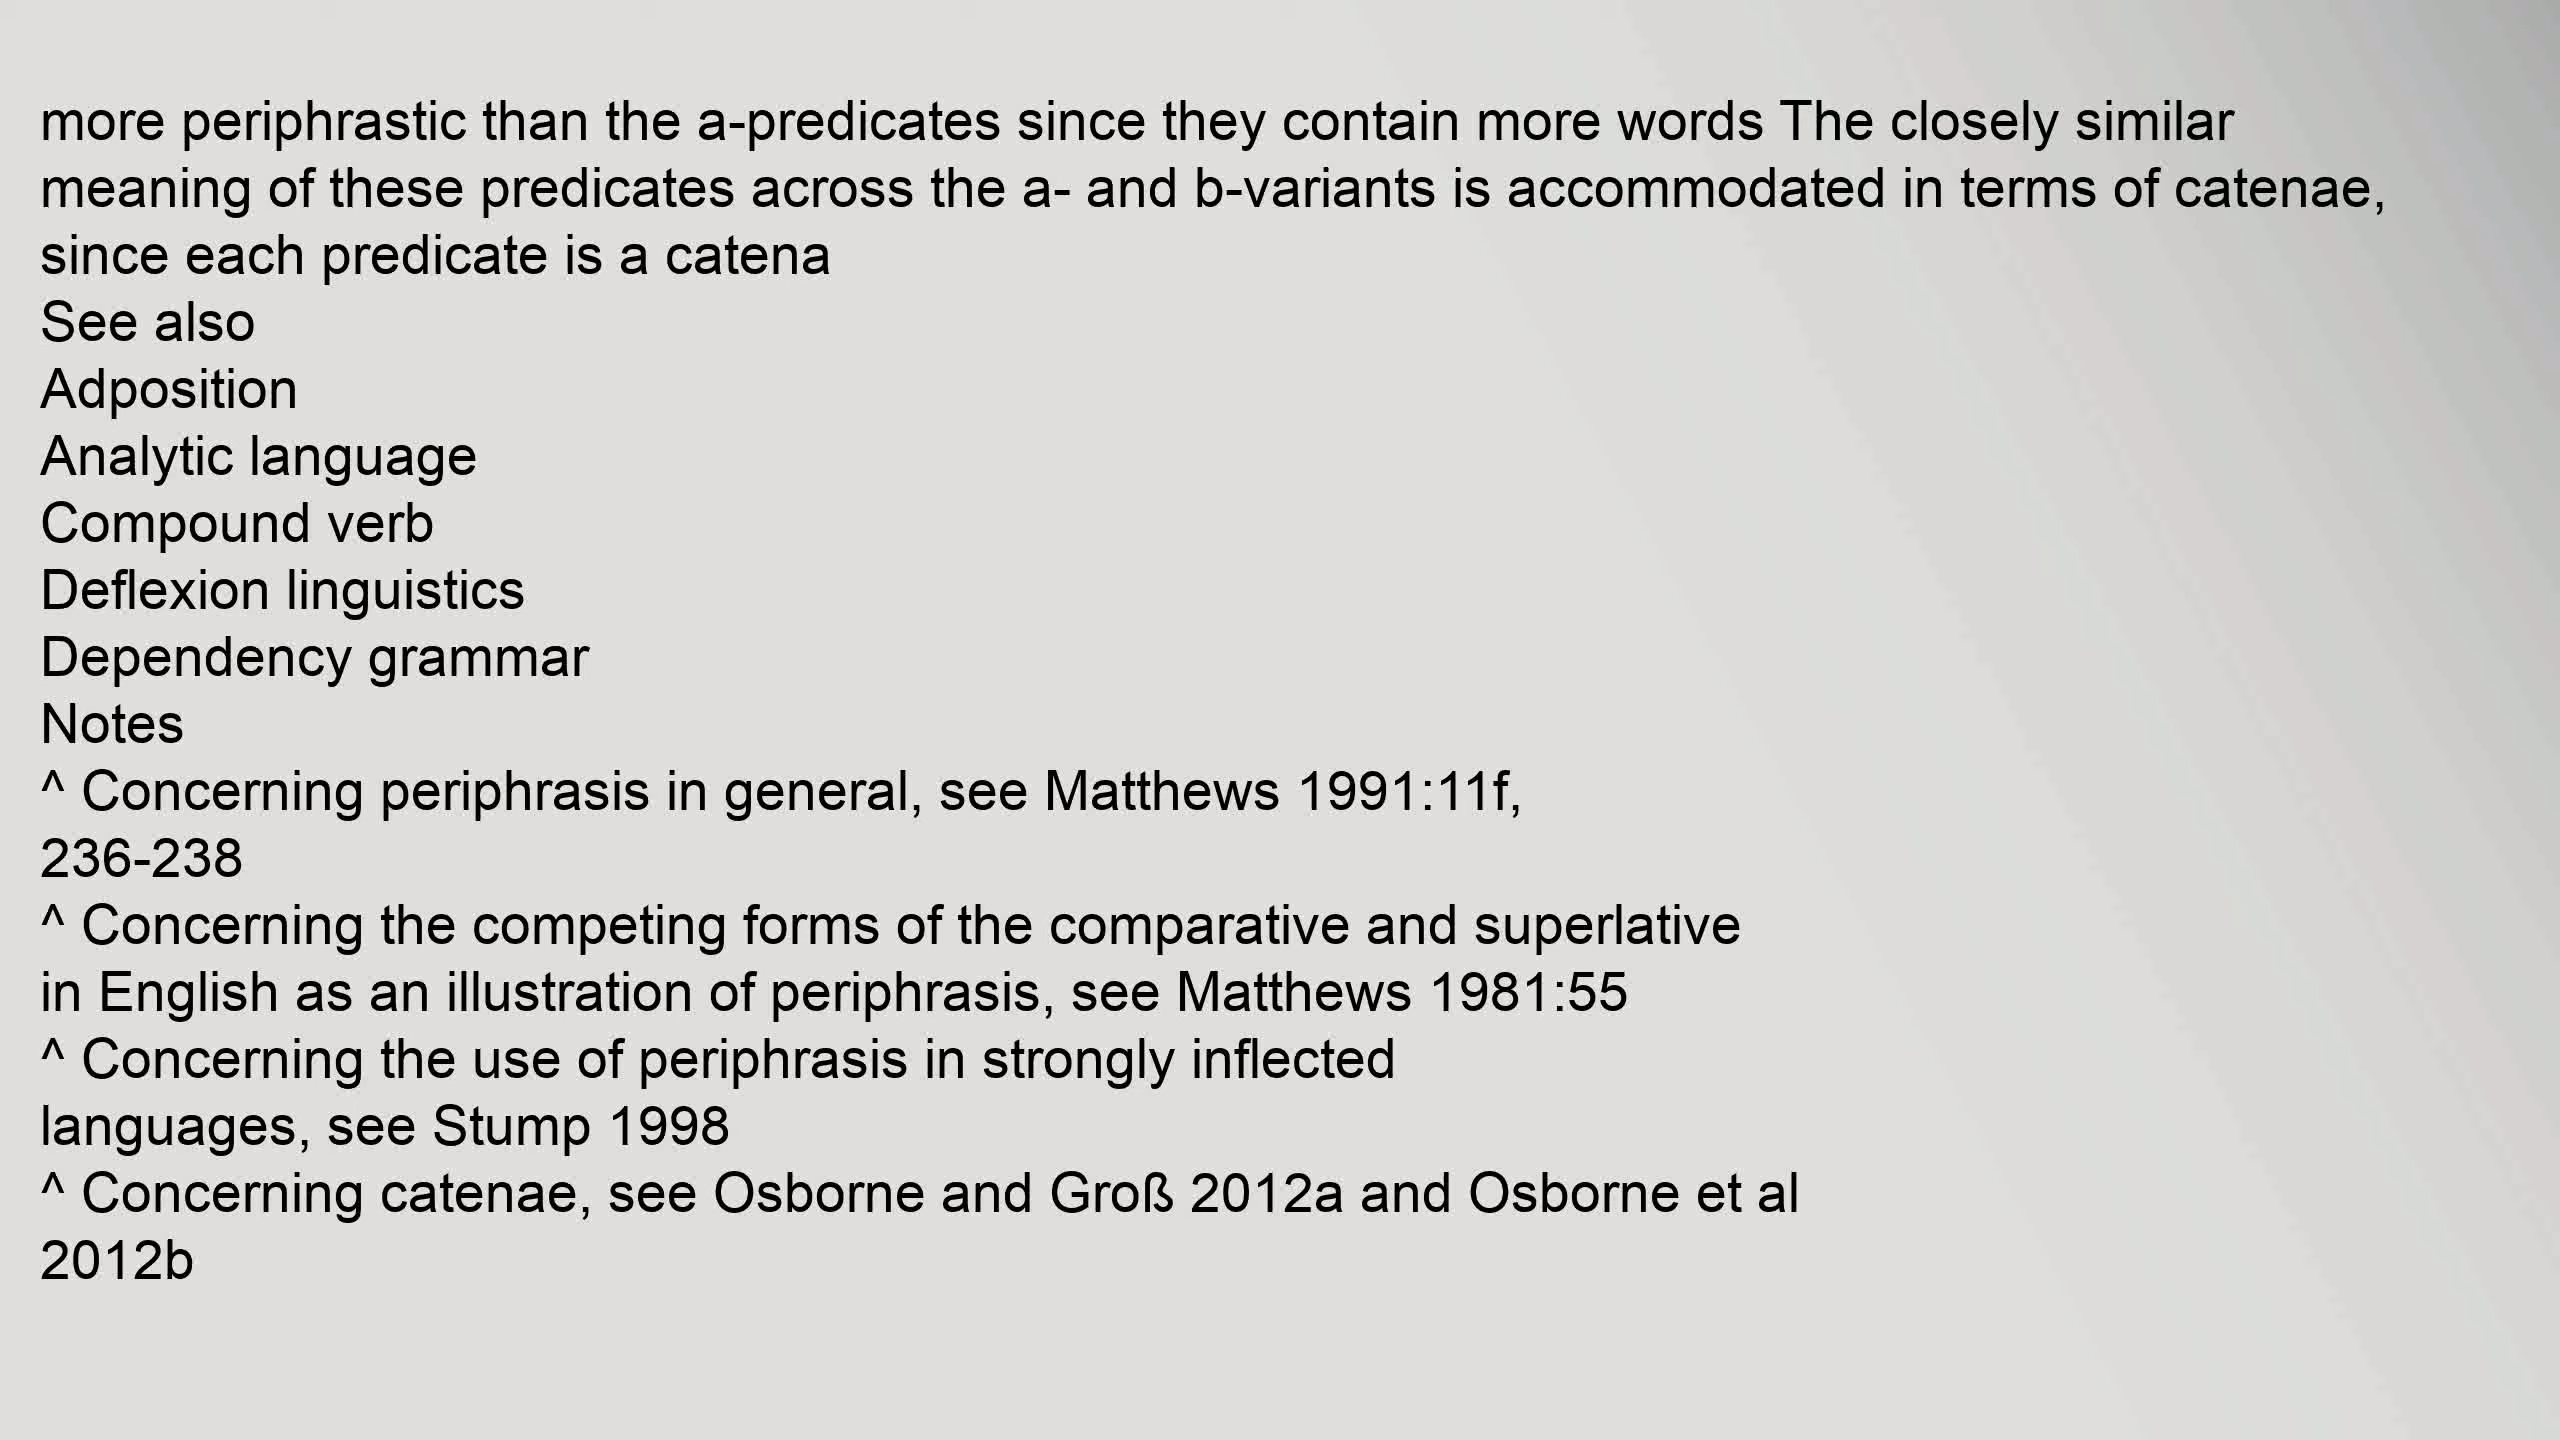 more periphrastic than the a-predicates since they contain more words The closely similar
meaning of these predicates across the a- and b-variants is accommodated in terms of catenae,
since each predicate is a catena
See also
Adposition
Analytic language
Compound verb
Deflexion linguistics
Dependency grammar
Notes
^ Concerning periphrasis in general, see Matthews 1991:11f,
236-238
^ Concerning the competing forms of the comparative and superlative
in English as an illustration of periphrasis, see Matthews 1981:55
^ Concerning the use of periphrasis in strongly inflected
languages, see Stump 1998
^ Concerning catenae, see Osborne and Groß 2012a and Osborne et al
2012b